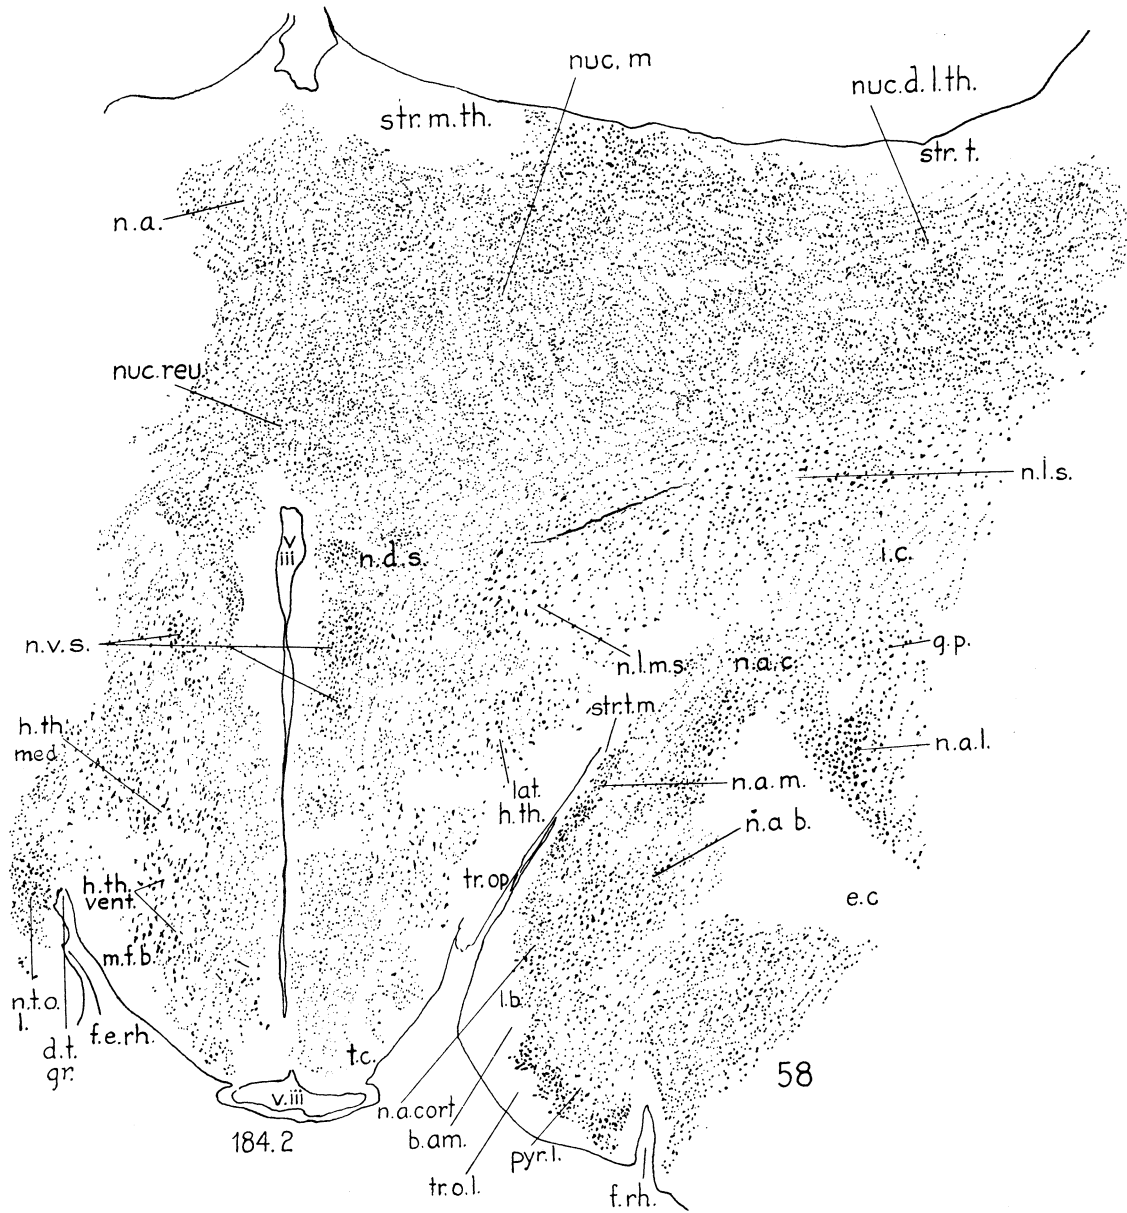 nuc. m
nuc.d.l.th.
str. m. th.
str. t.
n.a.
nuc.reu.
n.l.s.
v
iii
n.d.s.
i.c.
n.v.s.
n.l.m.s.
n.a.c.
g.p.
str.t.m.
h.th.
med
n.a.l.
lat.
h.th.
n.a.m.
n.a b.
tr.op.
h.th.
vent.
e.c
m.f.b.
n.t.o.
l.
l.b.
f.e.rh.
d.t.
gr.
t.c.
58
v.iii
n.a.cort.
184.2
b.am.
pyr.l.
tr.o.l.
f.rh.